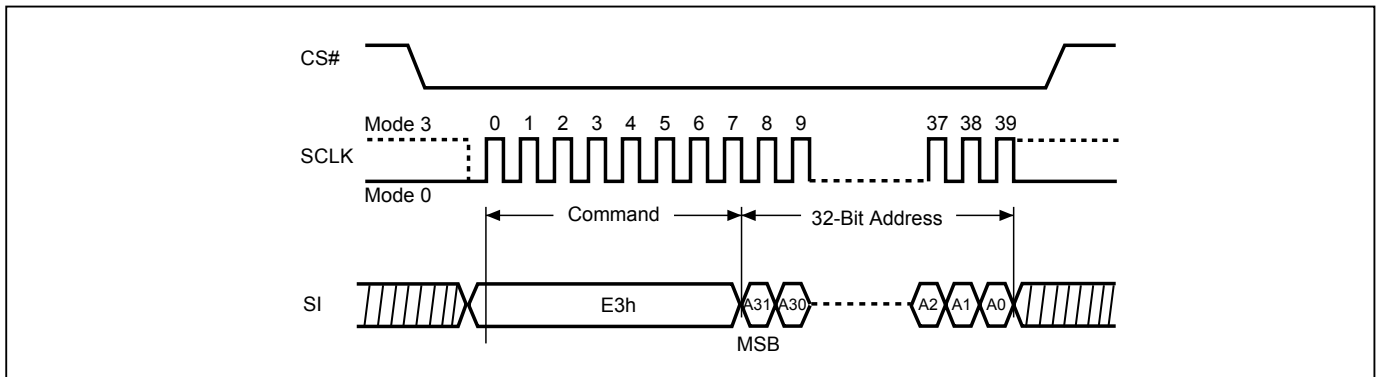 CS#
Mode 3
0 1 2 3 4 5 6 7 8 9 37 38 39
SCLK
Mode 0
Command
32-Bit Address
SI
E3h
A31 A30 A2 A1 A0
MSB